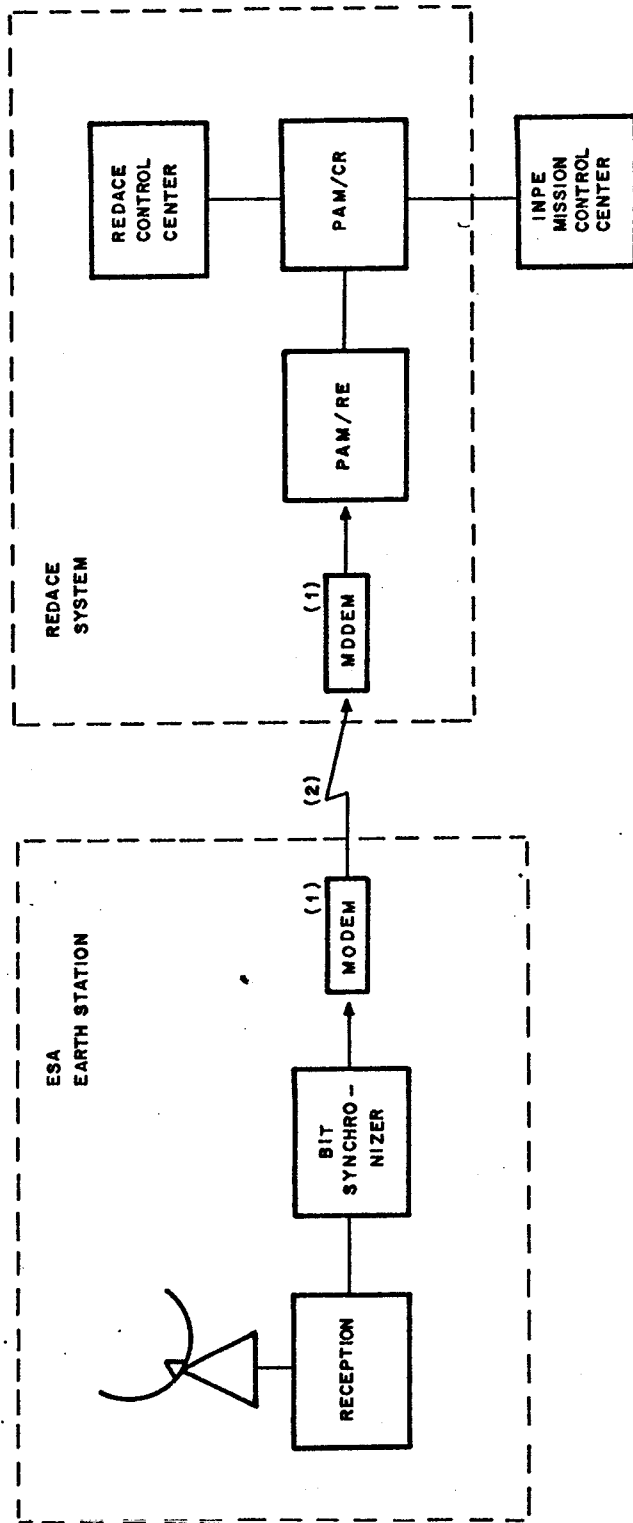 ESA
EARTH STATION
RECEPTION
BIT
SYNCHRO-
NIZER
(1)
MODEM
(2)
REDACE
SYSTEM
(1)
MDDEM
PAM/RE
REDACE
CONTROL
CENTER
PAM/CR
INPE
MISSION
CONTROL
CENTER